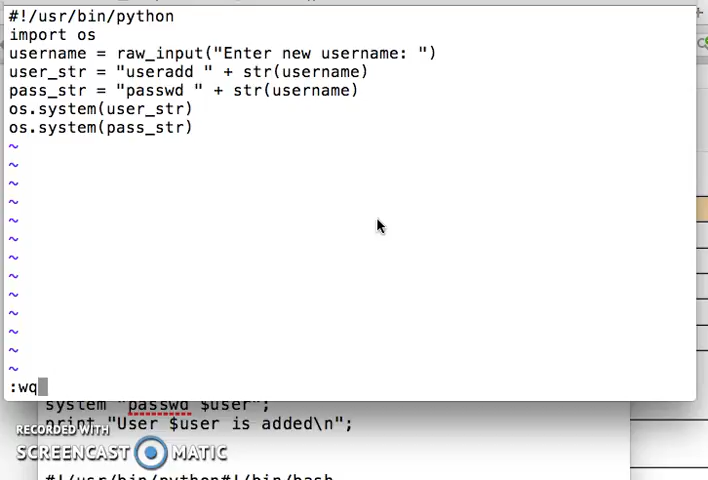 #!/usr/bin/python
import os
username = raw_input("Enter new username: ")
user_str = "useradd " + str(username)
pass_str = "passwd " + str(username)
os.system(user_str)
os.system(pass_str)
~
~
~
~
~
~
~
~
~
~
~
~
~
:wq
system "passwd $user";
print "User $user is added\n";
RECORDED WITH
SCREENCAST MATIC
#!/usr/bin/python#!/bin/bash